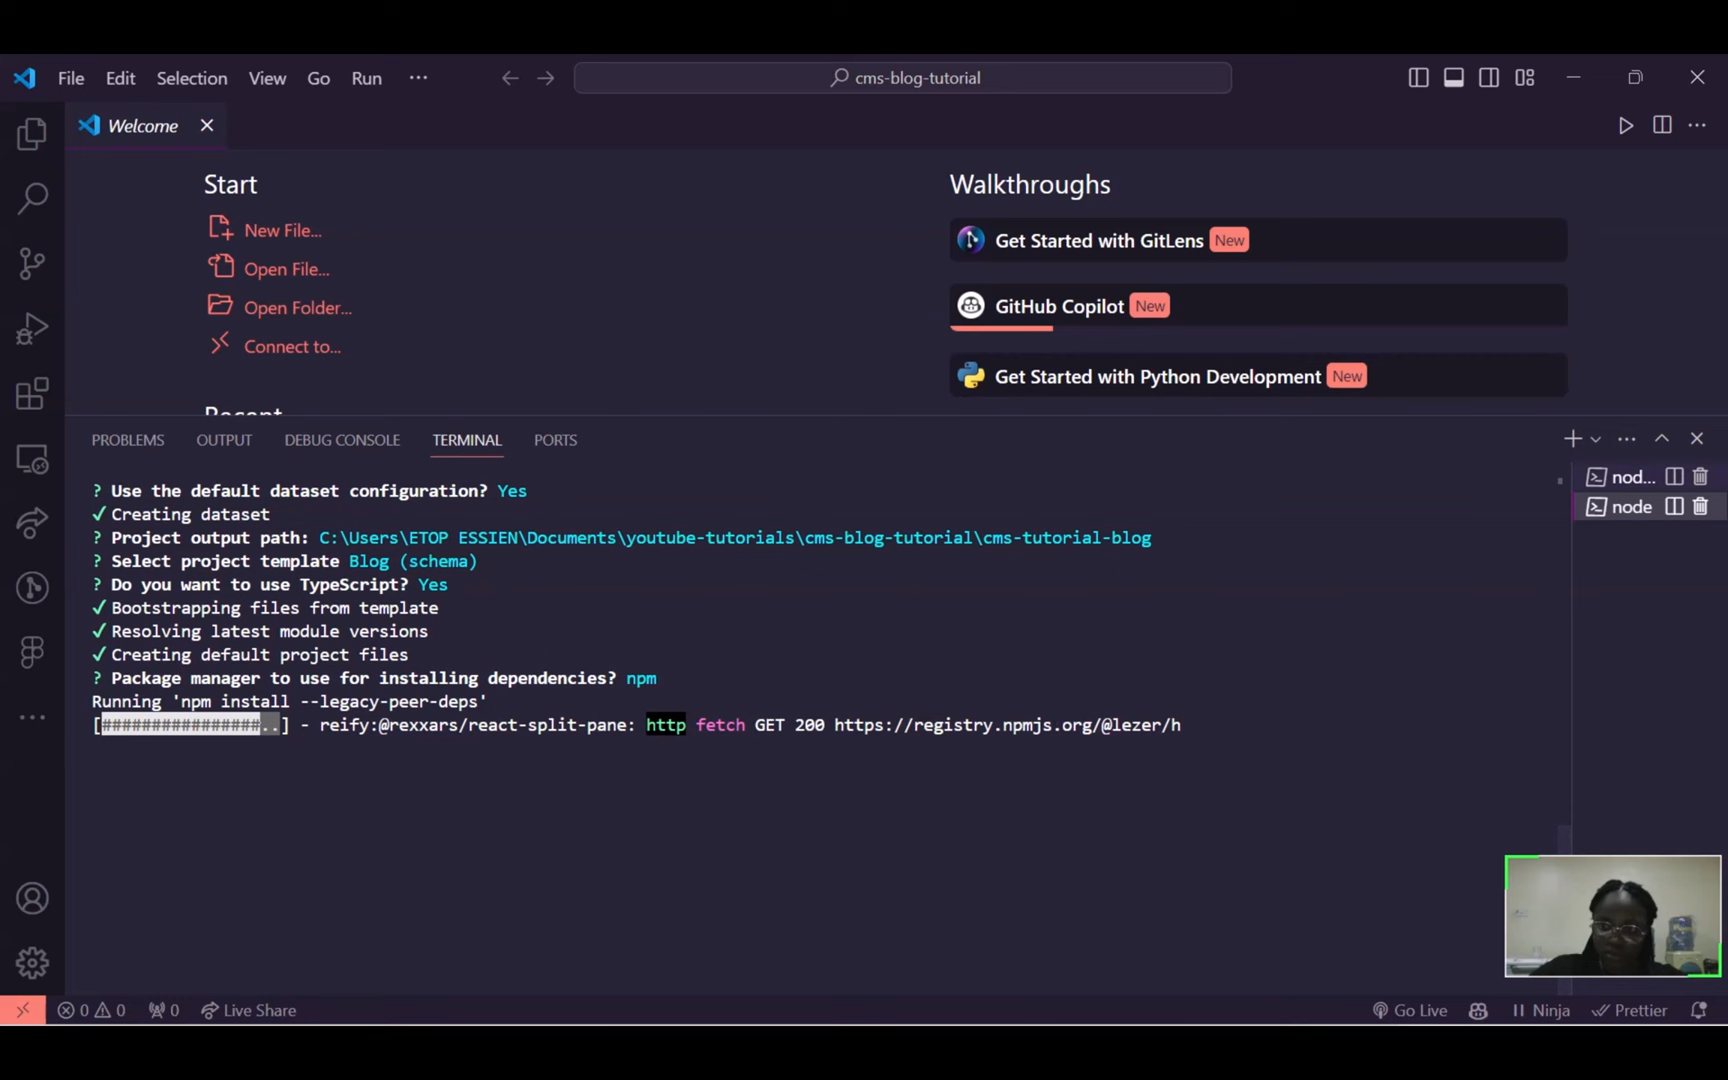 File Edit Selection View Go Run ...
cms-blog-tutorial
Welcome
Start
New File...
Open File...
Open Folder...
Connect to...
Recent
Walkthroughs
Get Started with GitLens New
GitHub Copilot New
Get Started with Python Development New
PROBLEMS OUTPUT DEBUG CONSOLE TERMINAL PORTS
? Use the default dataset configuration? Yes
✓ Creating dataset
? Project output path: C:\Users\ETOP ESSIEN\Documents\youtube-tutorials\cms-blog-tutorial\cms-tutorial-blog
? Select project template Blog (schema)
? Do you want to use TypeScript? Yes
✓ Bootstrapping files from template
✓ Resolving latest module versions
✓ Creating default project files
? Package manager to use for installing dependencies? npm
Running 'npm install --legacy-peer-deps'
[################..] - reify:@rexxars/react-split-pane: http fetch GET 200 https://registry.npmjs.org/@lezer/h
nod...
node
0 0 0 Live Share
Go Live Ninja Prettier